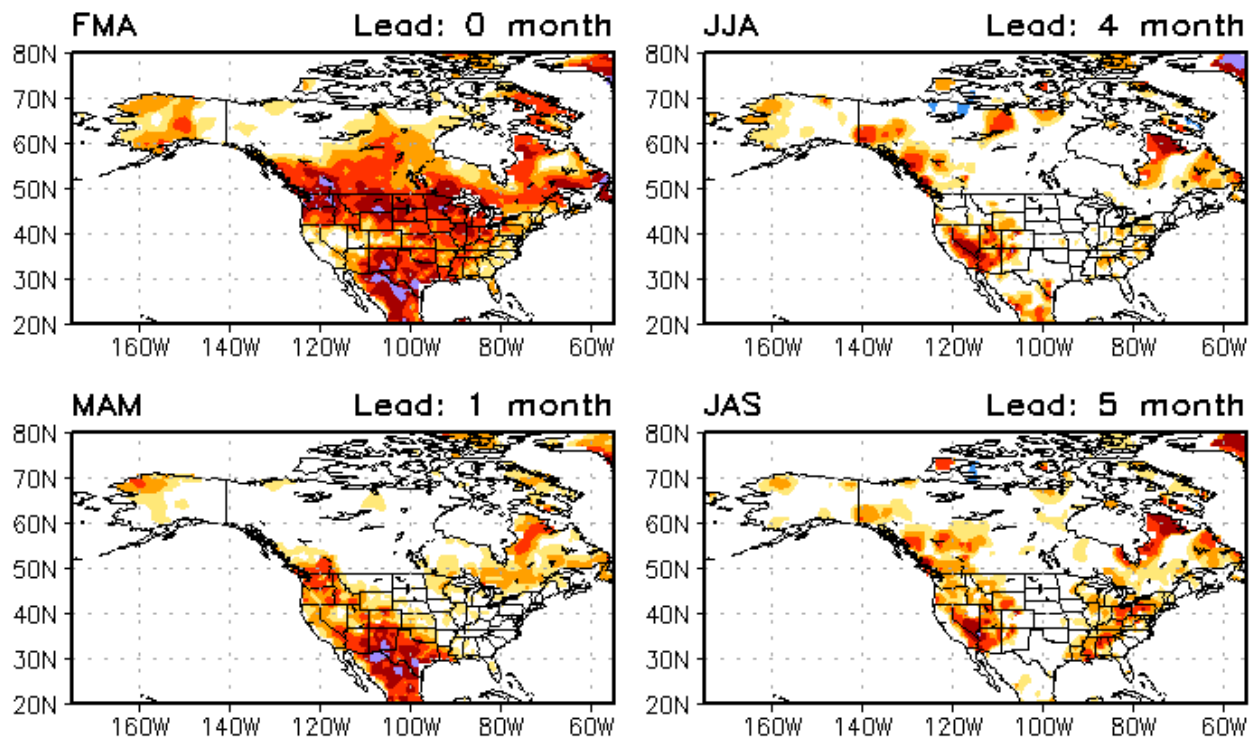 FMA Lead: 0 month
80N
70N
60N
50N
40N
30N
20N
160W 140W 120W 100W 80W 60W
JJA Lead: 4 month
80N
70N
60N
50N
40N
30N
20N
160W 140W 120W 100W 80W 60W
MAM Lead: 1 month
80N
70N
60N
50N
40N
30N
20N
160W 140W 120W 100W 80W 60W
JAS Lead: 5 month
80N
70N
60N
50N
40N
30N
20N
160W 140W 120W 100W 80W 60W